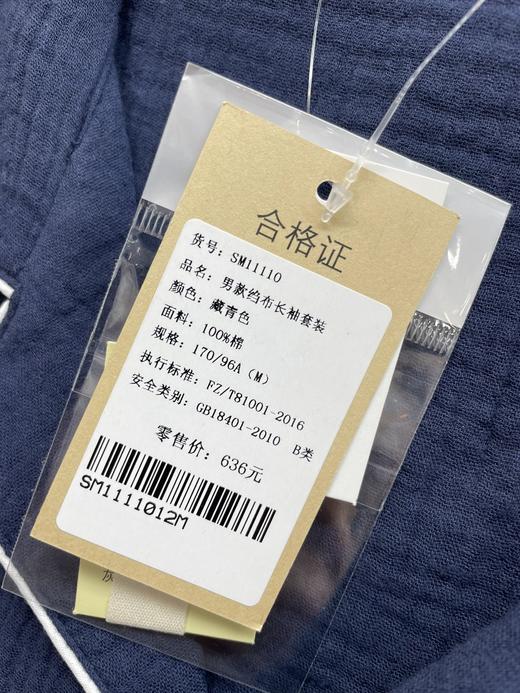 合格证
货号: SM11110
品名: 男款绉布长袖套装
颜色: 藏青色
面料: 100%棉
规格: 170/96A (M)
执行标准: FZ/T81001-2016
安全类别: GB18401-2010 B类
零售价: 636元
SM1111012M
灰